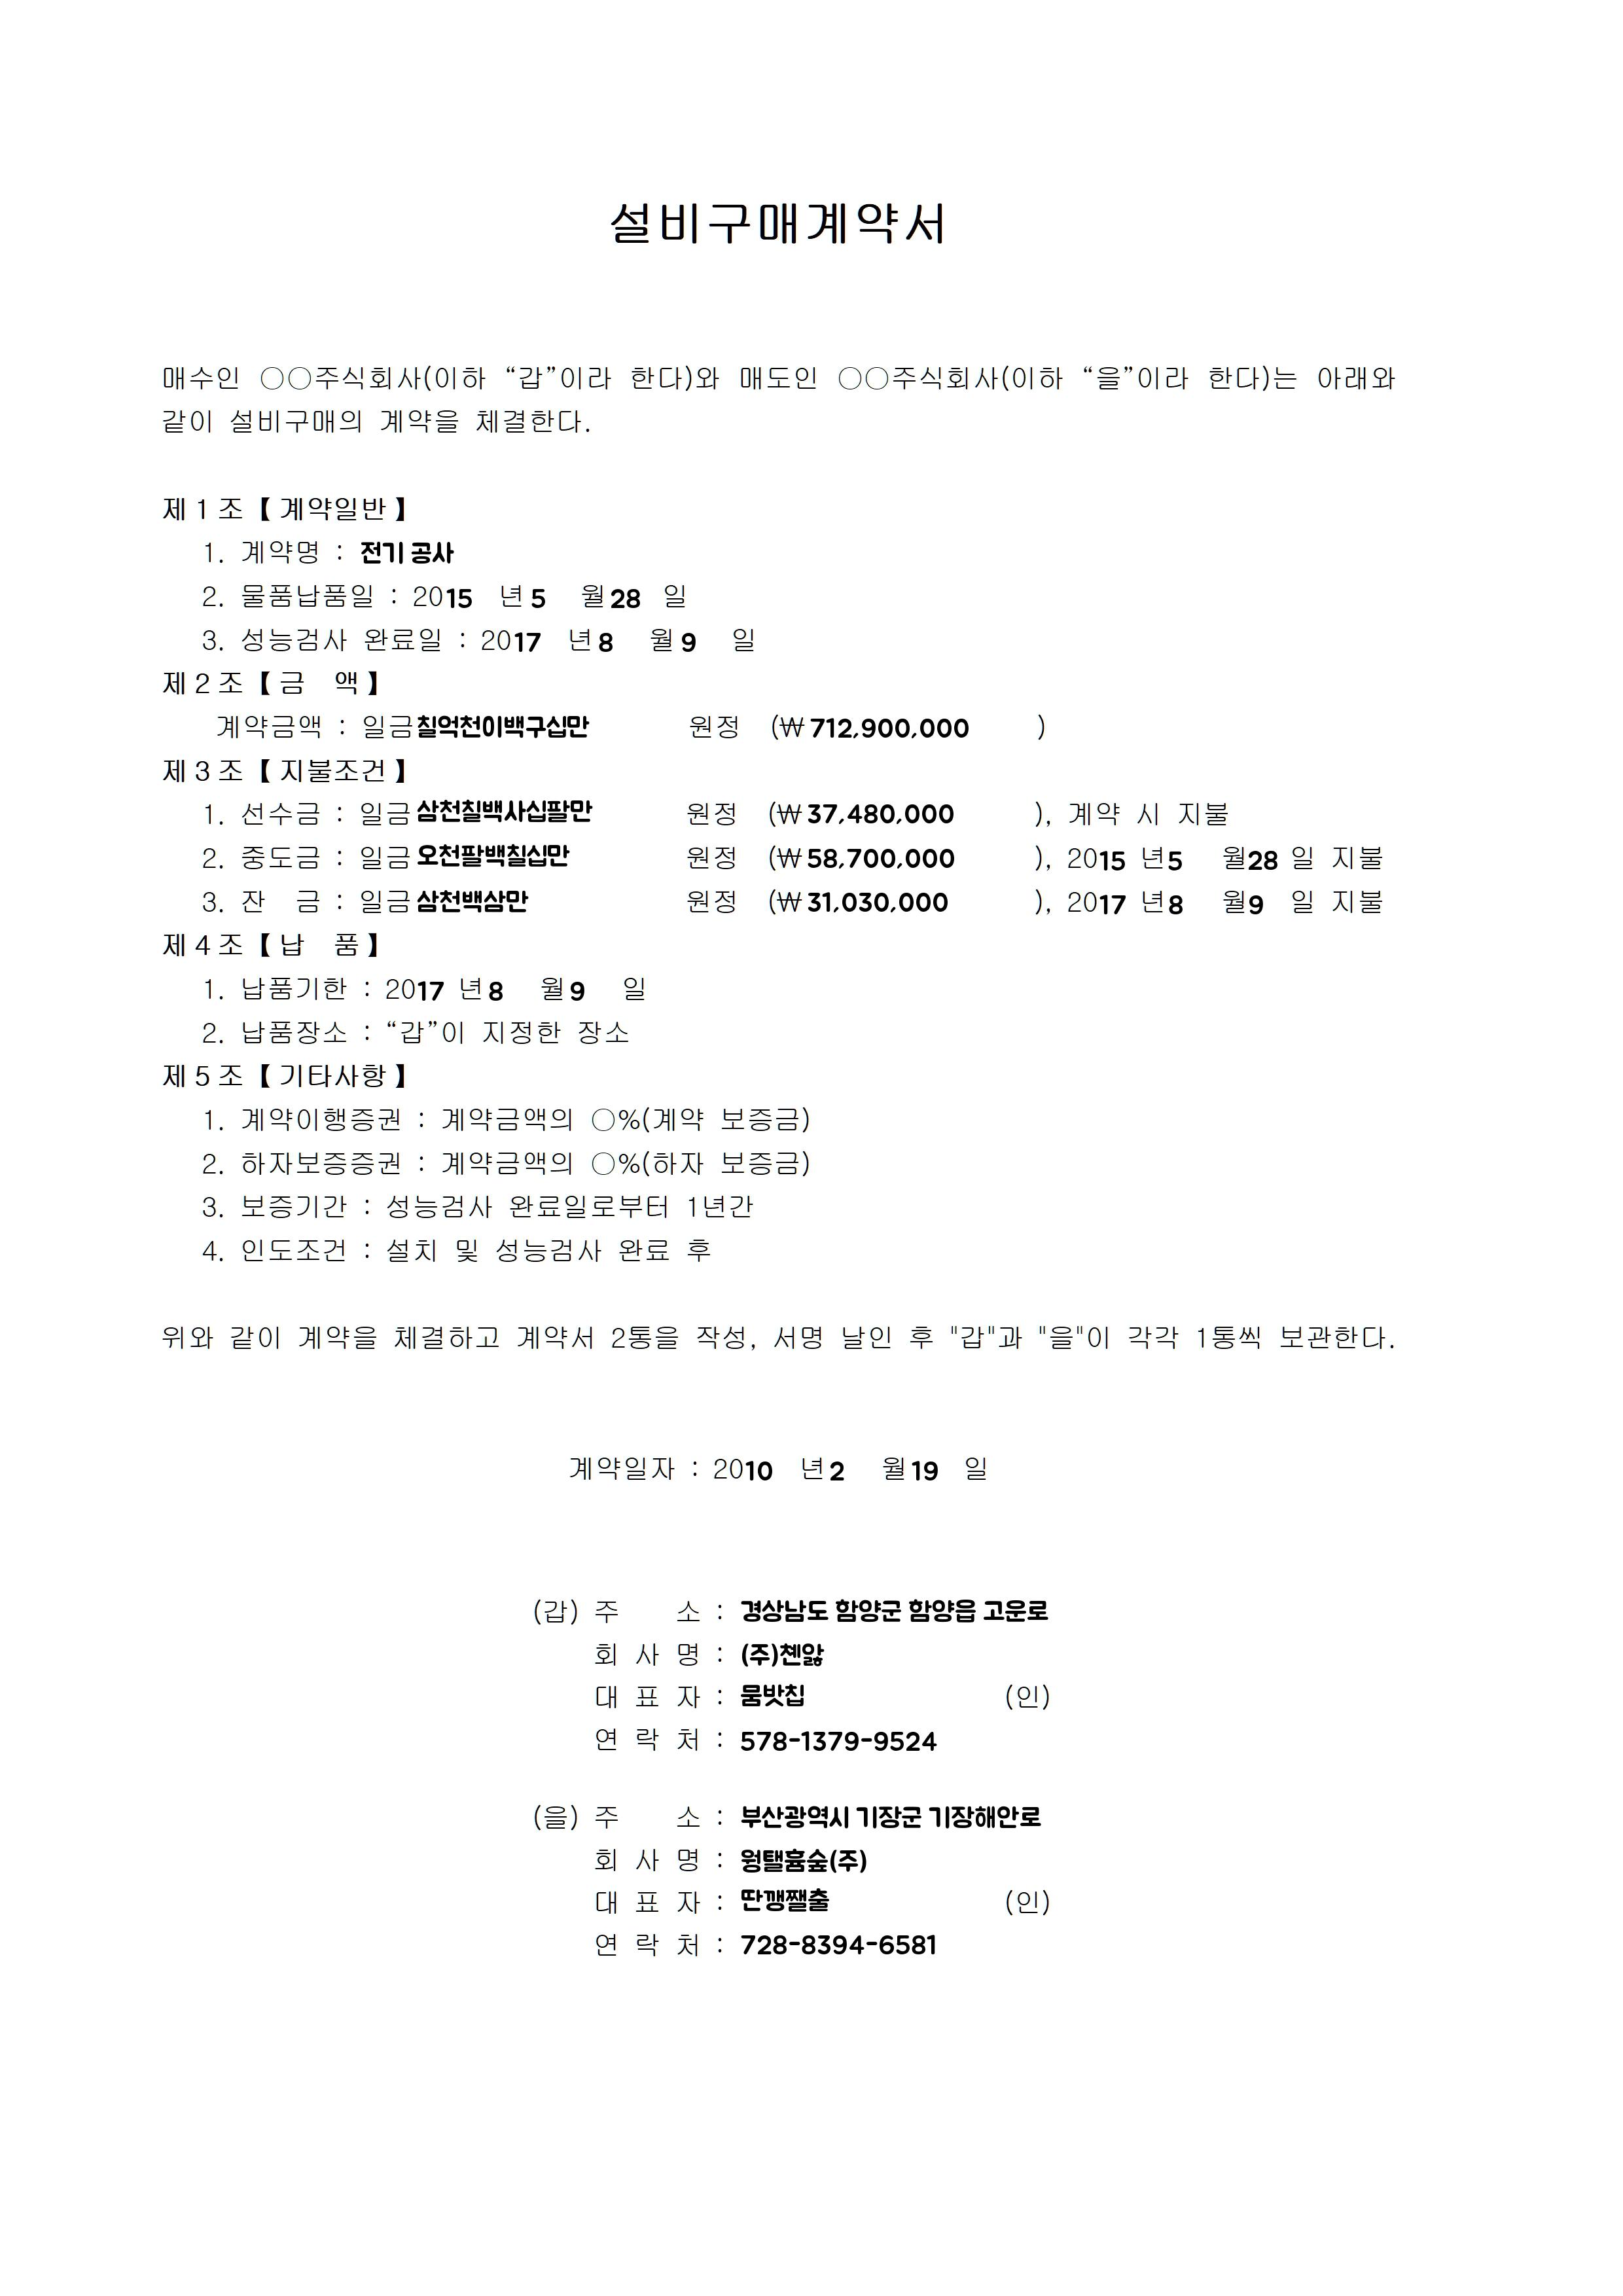 설비구매계약서
매수인 ○○주식회사(이하 “갑”이라 한다)와 매도인 ○○주식회사(이하 “을”이라 한다)는 아래와
같이 설비구매의 계약을 체결한다.
제1조【계약일반】
1. 계약명 : 전기 공사
2. 물품납품일 : 2015 년 5 월 28 일
3. 성능검사 완료일 : 2017 년 8 월 9 일
제2조【금 액】
계약금액 : 일금 칠억천이백구십만 원정 (₩ 712,900,000 )
제3조【지불조건】
1. 선수금 : 일금 삼천칠백사십팔만 원정 (₩ 37,480,000 ), 계약 시 지불
2. 중도금 : 일금 오천팔백칠십만 원정 (₩ 58,700,000 ), 2015 년 5 월 28 일 지불
3. 잔 금 : 일금 삼천백삼만 원정 (₩ 31,030,000 ), 2017 년 8 월 9 일 지불
제4조【납 품】
1. 납품기한 : 2017 년 8 월 9 일
2. 납품장소 : “갑”이 지정한 장소
제5조【기타사항】
1. 계약이행증권 : 계약금액의 ○%(계약 보증금)
2. 하자보증증권 : 계약금액의 ○%(하자 보증금)
3. 보증기간 : 성능검사 완료일로부터 1년간
4. 인도조건 : 설치 및 성능검사 완료 후
위와 같이 계약을 체결하고 계약서 2통을 작성, 서명 날인 후 "갑"과 "을"이 각각 1통씩 보관한다.
계약일자 : 2010 년 2 월 19 일
(갑) 주 소 : 경상남도 함양군 함양읍 고운로
회 사 명 : (주)첸앓
대 표 자 : 뭄밧칩 (인)
연 락 처 : 578-1379-9524
(을) 주 소 : 부산광역시 기장군 기장해안로
회 사 명 : 웡탤흄숲(주)
대 표 자 : 딴깽쨀출 (인)
연 락 처 : 728-8394-6581